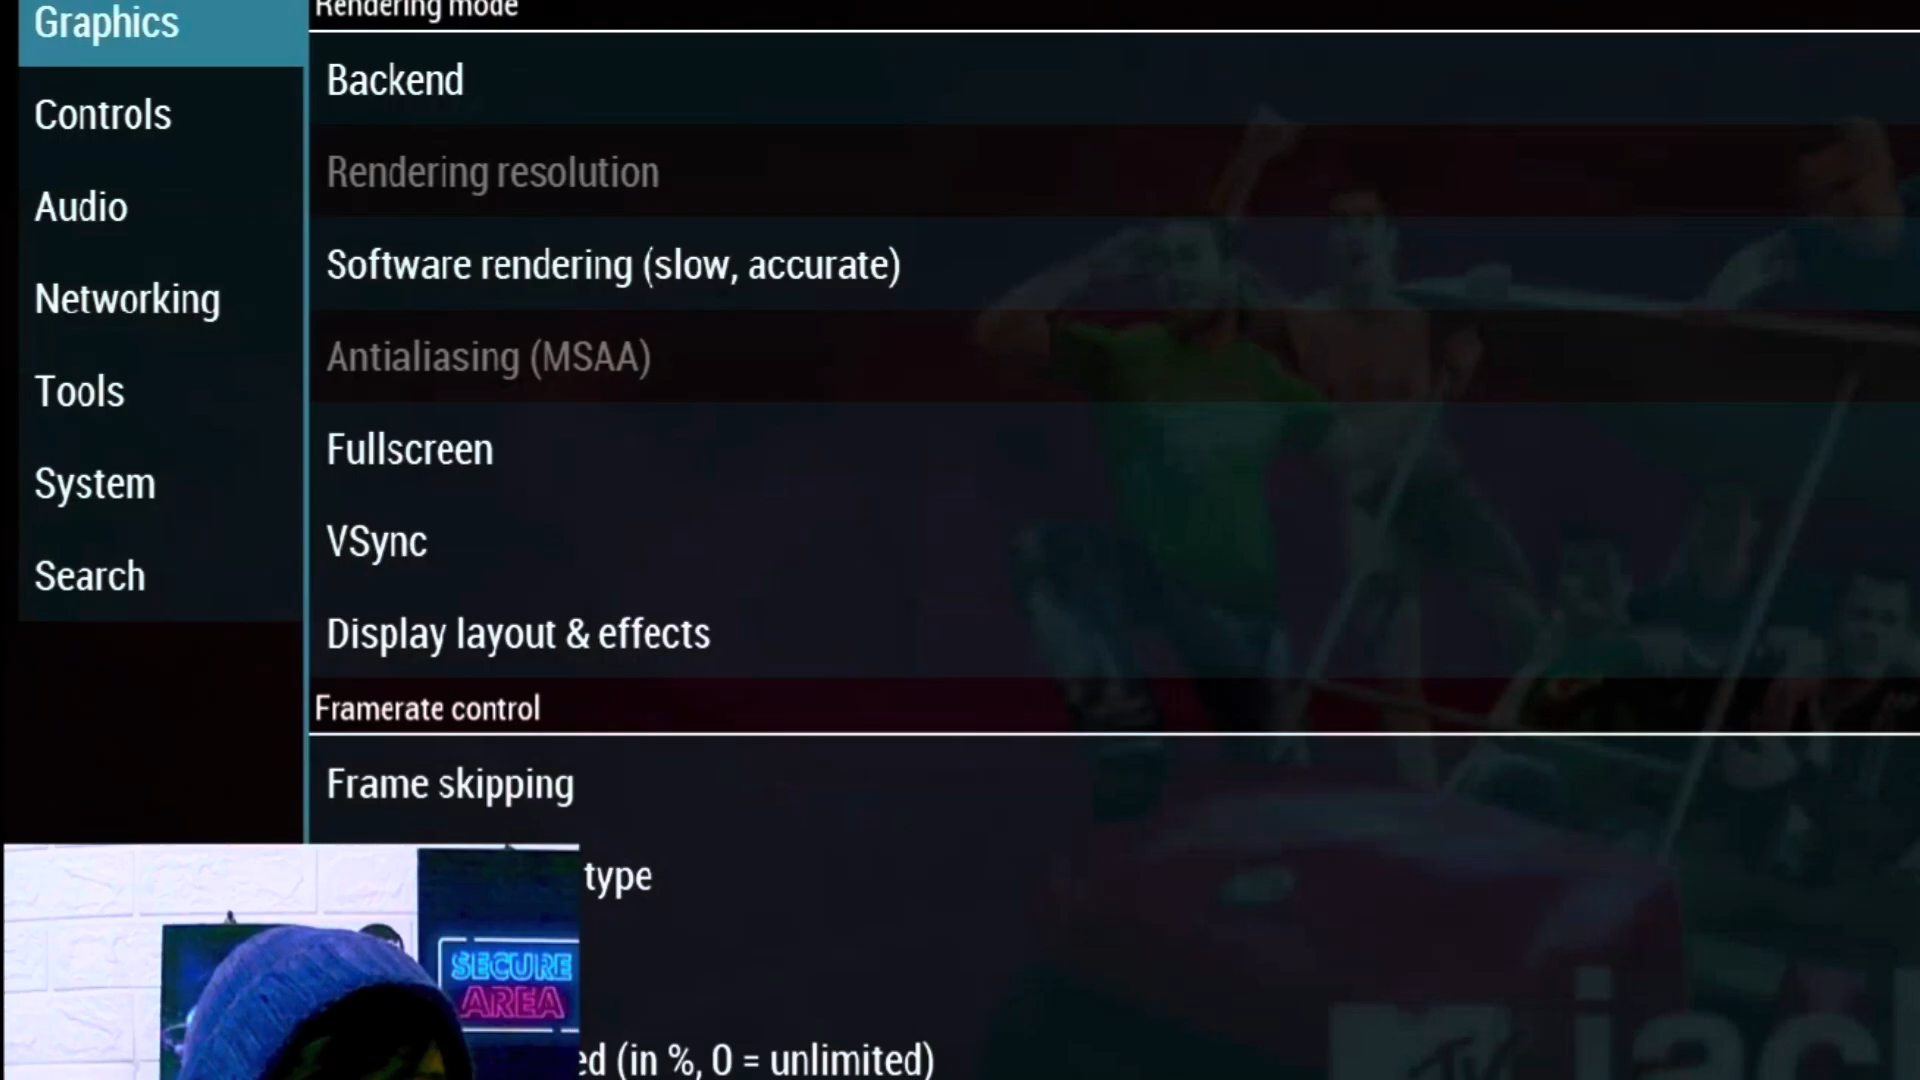 Rendering mode
Graphics
Backend
Controls
Rendering resolution
Audio
Software rendering (slow, accurate)
Networking
Antialiasing (MSAA)
Tools
Fullscreen
System
VSync
Search
Display layout & effects
Framerate control
Frame skipping
type
SECURE
AREA
(in %, 0 = unlimited)